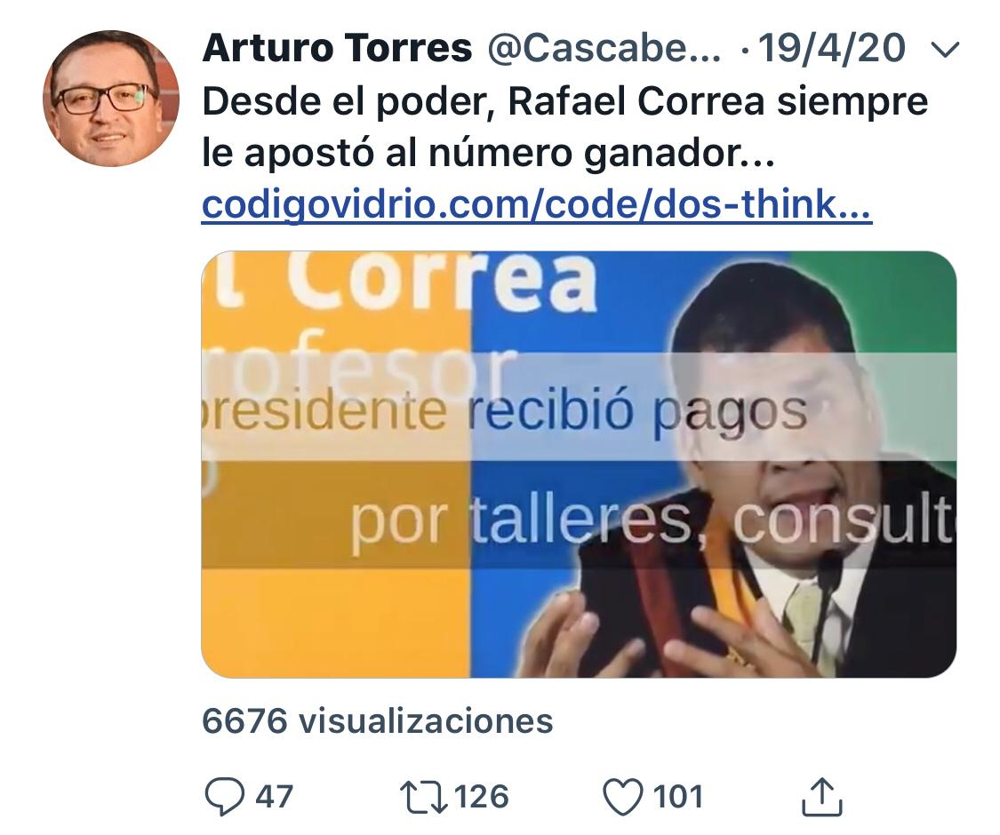 Arturo Torres @Cascabe... · 19/4/20
Desde el poder, Rafael Correa siempre
le apostó al número ganador...
codigovidrio.com/code/dos-think...
l Correa
rofesor
residente recibió pagos
por talleres, consult
6676 visualizaciones
47 126 101